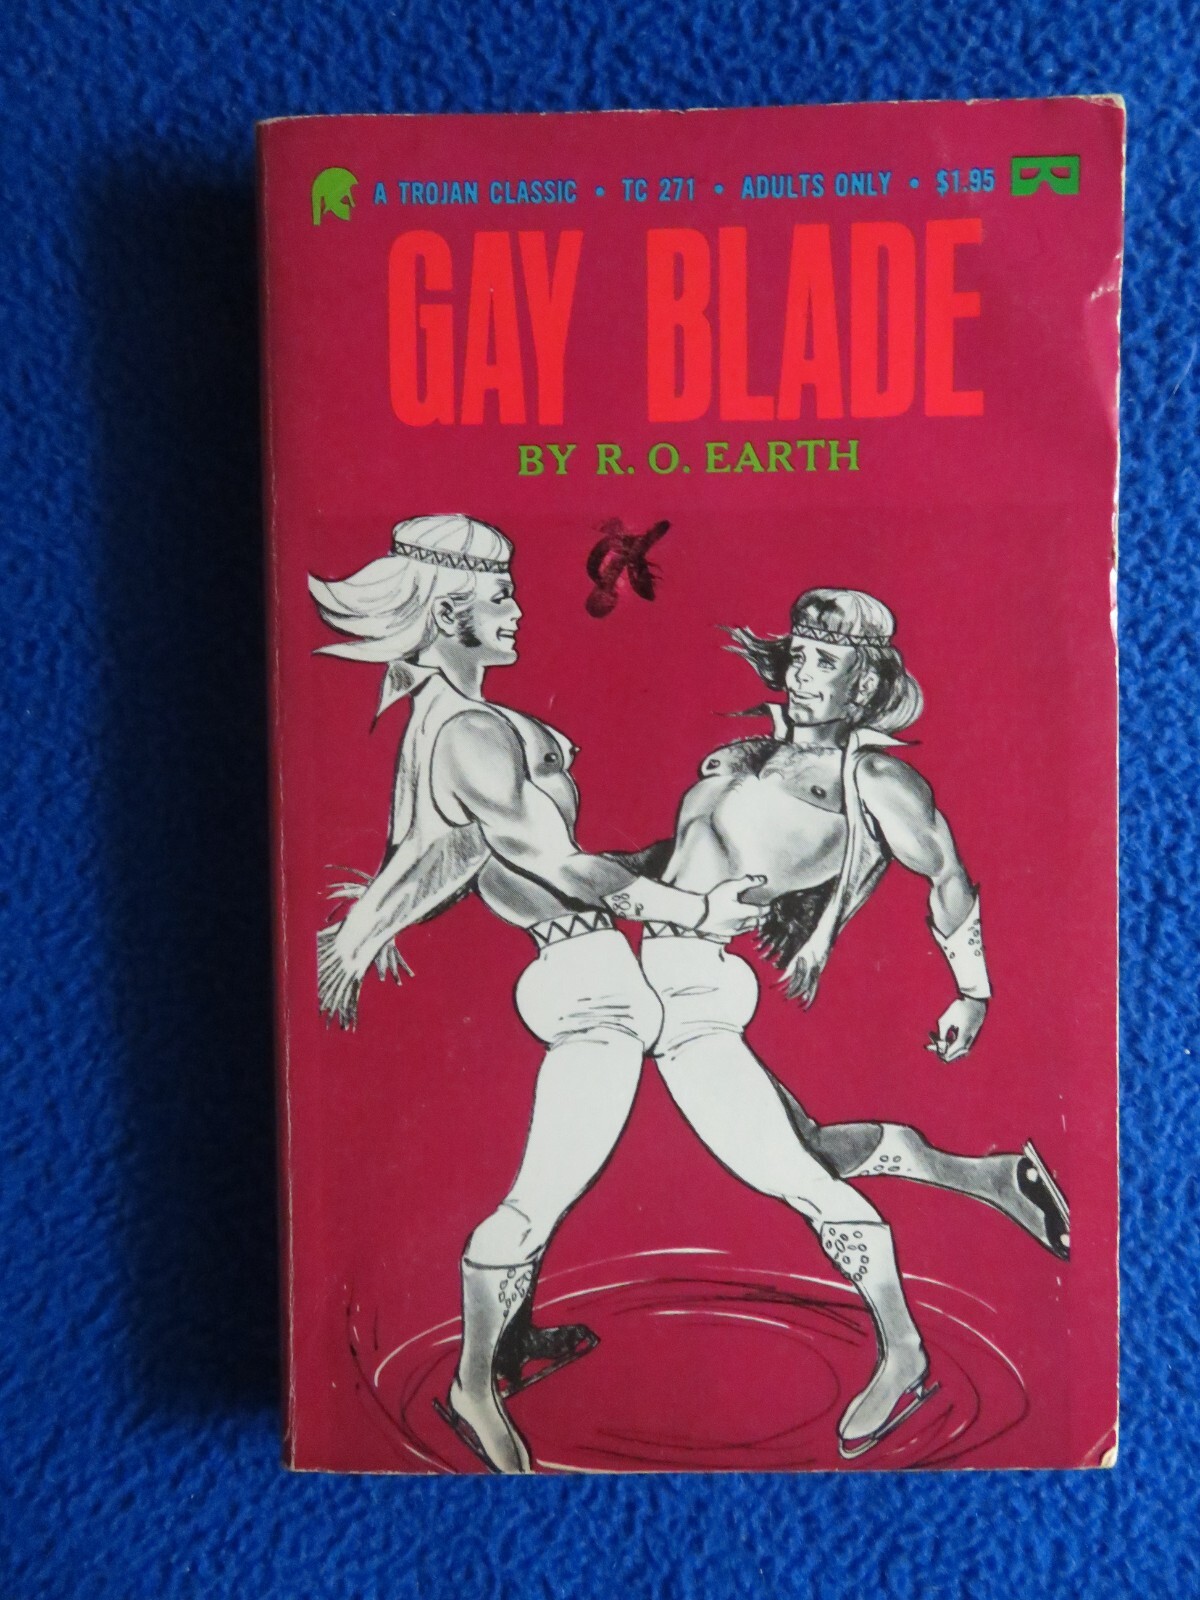 A TROJAN CLASSIC • TC 271 • ADULTS ONLY • $1.95
GAY BLADE
BY R. O. EARTH